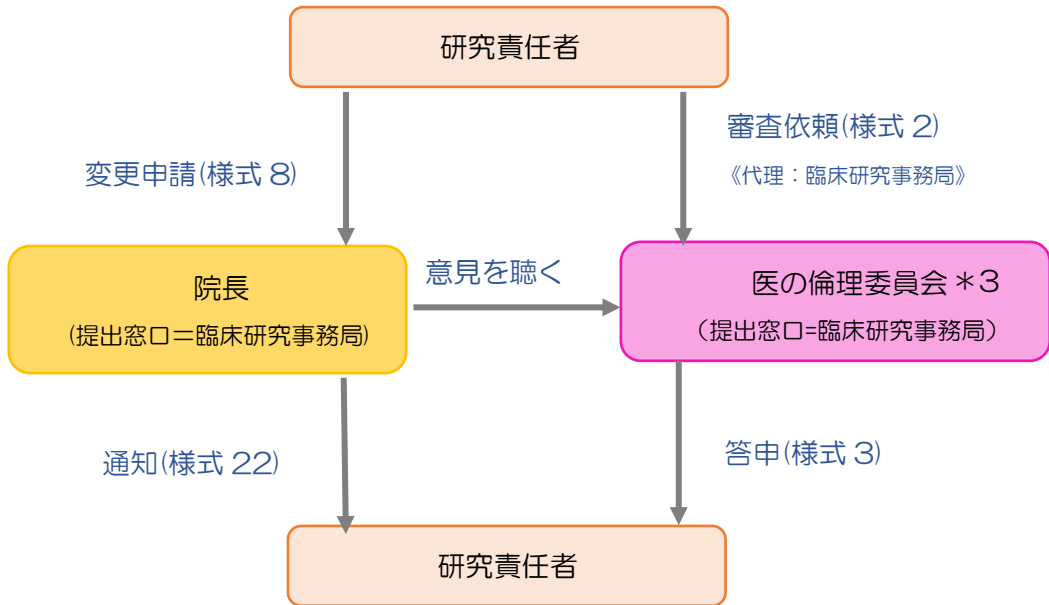 研究責任者
変更申請(様式 8)
審査依頼(様式 2)
《代理：臨床研究事務局》
院長
(提出窓口＝臨床研究事務局)
意見を聴く
医の倫理委員会＊3
（提出窓口=臨床研究事務局）
通知(様式 22)
答申(様式 3)
研究責任者